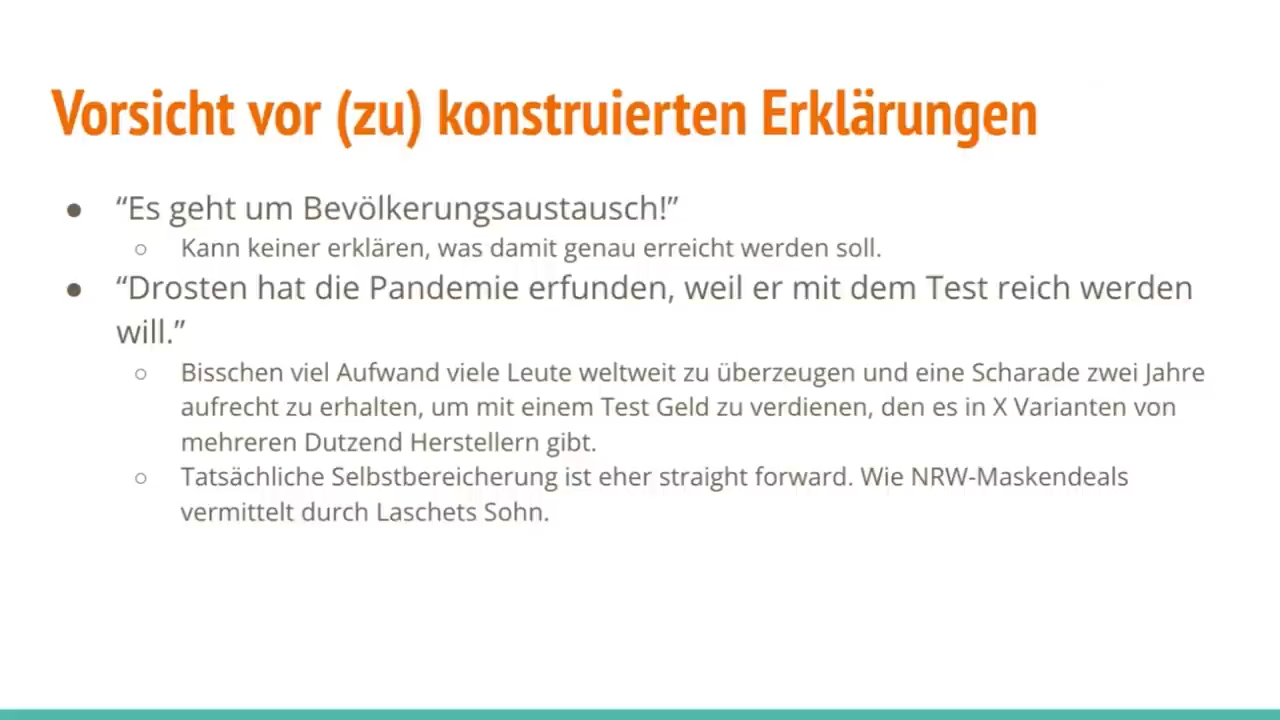 Vorsicht vor (zu) konstruierten Erklärungen
● “Es geht um Bevölkerungsaustausch!”
○ Kann keiner erklären, was damit genau erreicht werden soll.
● “Drosten hat die Pandemie erfunden, weil er mit dem Test reich werden
will.”
○ Bisschen viel Aufwand viele Leute weltweit zu überzeugen und eine Scharade zwei Jahre
aufrecht zu erhalten, um mit einem Test Geld zu verdienen, den es in X Varianten von
mehreren Dutzend Herstellern gibt.
○ Tatsächliche Selbstbereicherung ist eher straight forward. Wie NRW-Maskendeals
vermittelt durch Laschets Sohn.